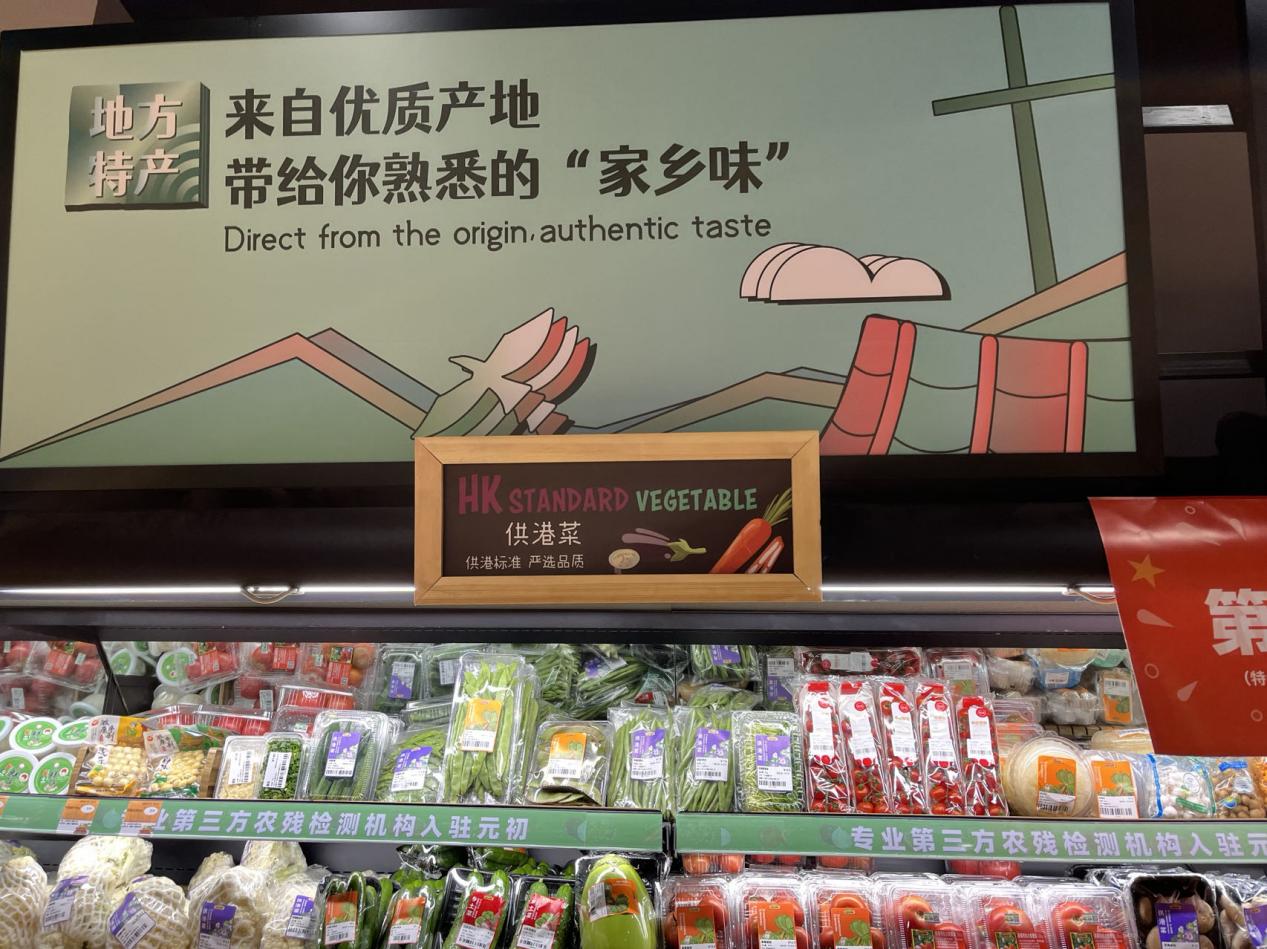 地方
特产
来自优质产地
带给你熟悉的“家乡味”
Direct from the origin,authentic taste
HK STANDARD VEGETABLE
供港菜
供港标准 严选品质
第
(特
业第三方农残检测机构入驻元初
专业第三方农残检测机构入驻元